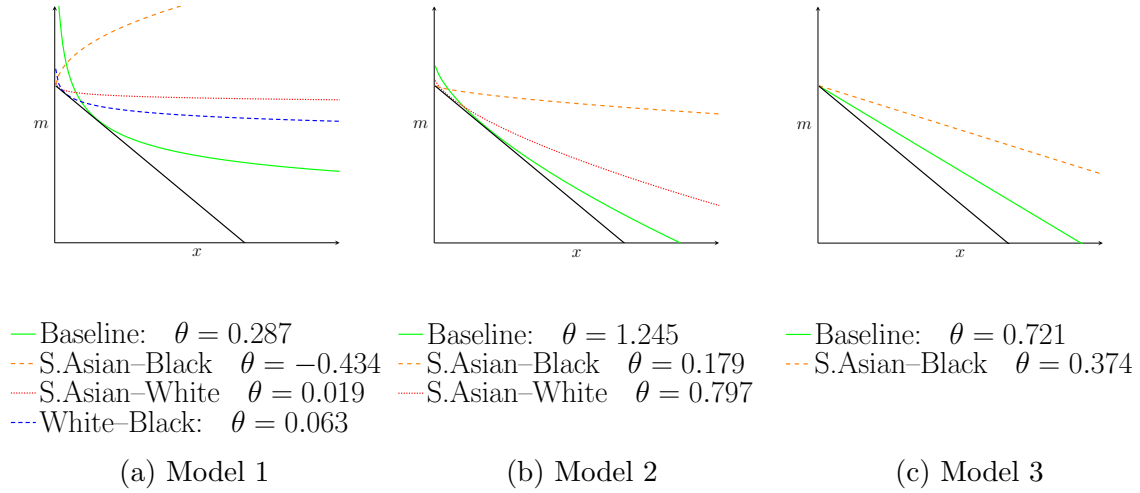 m
x
m
x
m
x
Baseline: θ = 0.287
S.Asian–Black θ = −0.434
S.Asian–White θ = 0.019
White–Black: θ = 0.063
(a) Model 1
Baseline: θ = 1.245
S.Asian–Black θ = 0.179
S.Asian–White θ = 0.797
(b) Model 2
Baseline: θ = 0.721
S.Asian–Black θ = 0.374
(c) Model 3